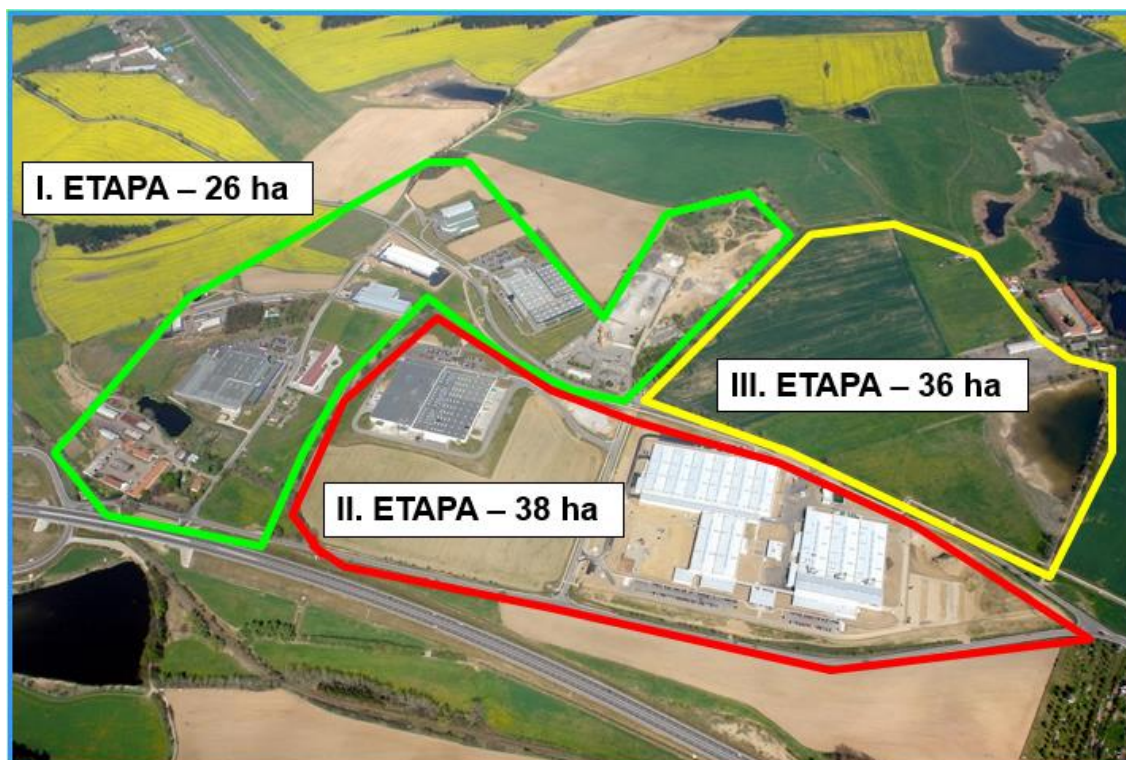 I. ETAPA – 26 ha
III. ETAPA – 36 ha
II. ETAPA – 38 ha